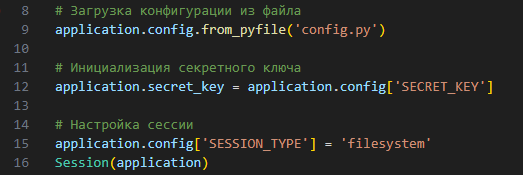 8 # Загрузка конфигурации из файла
9 application.config.from_pyfile('config.py')
10
11 # Инициализация секретного ключа
12 application.secret_key = application.config['SECRET_KEY']
13
14 # Настройка сессии
15 application.config['SESSION_TYPE'] = 'filesystem'
16 Session(application)